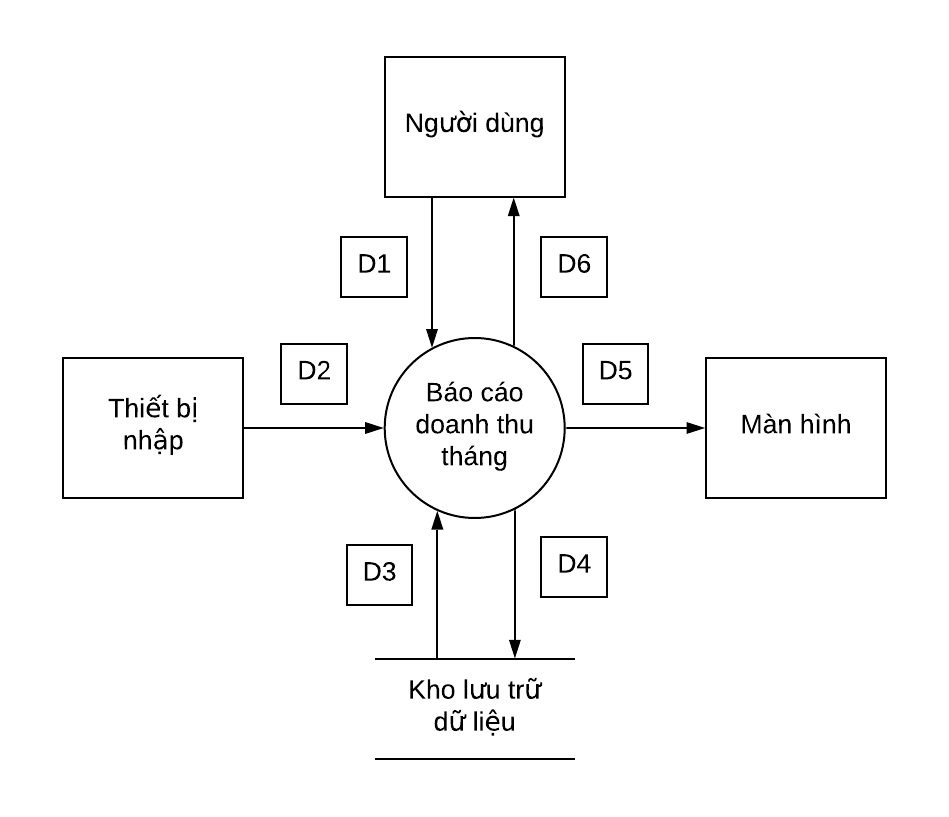 Người dùng
D1
D6
D2
D5
Thiết bị
nhập
Báo cáo
doanh thu
tháng
Màn hình
D3
D4
Kho lưu trữ
dữ liệu